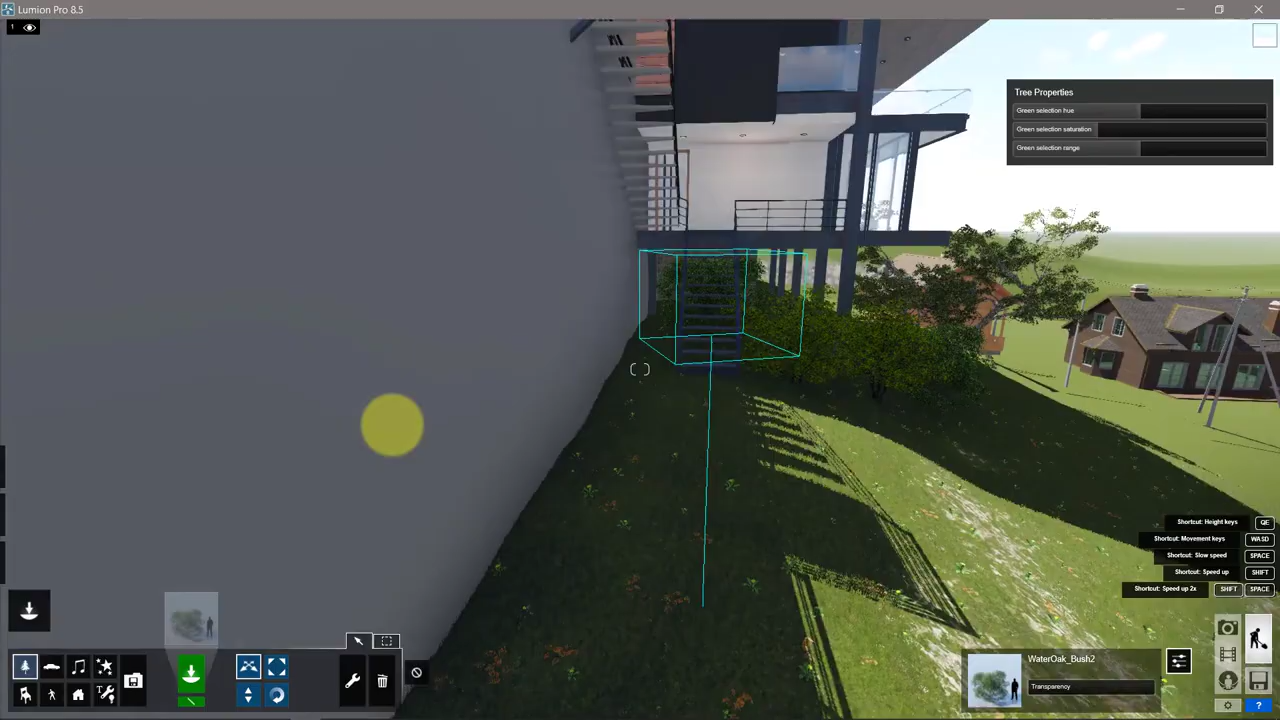 Lumion Pro 8.5
1
Tree Properties
Green selection hue
Green selection saturation
Green selection range
Shortcut: Height keys QE
Shortcut: Movement keys WASD
Shortcut: Slow speed SPACE
Shortcut: Speed up SHIFT
Shortcut: Speed up 2x SHIFT SPACE
WaterOak_Bush2
Transparency
?